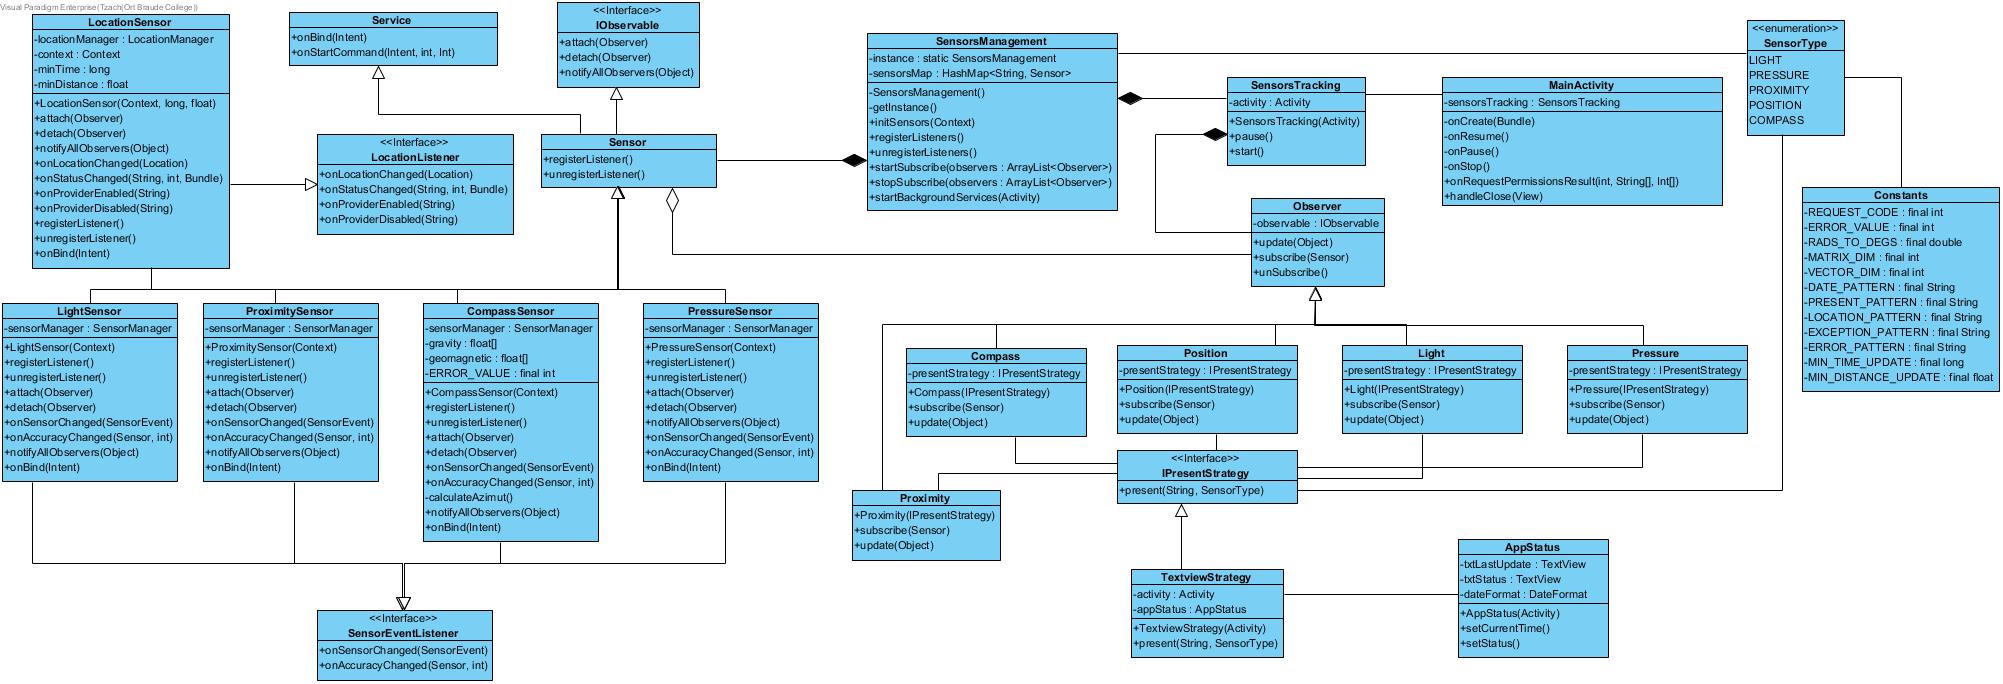 Visual Paradigm Enterprise(Tzach(Ort Braude College))
LocationSensor
-locationManager : LocationManager
-context : Context
-minTime : long
-minDistance : float
+LocationSensor(Context, long, float)
+attach(Observer)
+detach(Observer)
+notifyAllObservers(Object)
+onLocationChanged(Location)
+onStatusChanged(String, int, Bundle)
+onProviderEnabled(String)
+onProviderDisabled(String)
+registerListener()
+unregisterListener()
+onBind(Intent)
Service
+onBind(Intent)
+onStartCommand(Intent, int, Int)
<<Interface>>
IObservable
+attach(Observer)
+detach(Observer)
+notifyAllObservers(Object)
<<Interface>>
LocationListener
+onLocationChanged(Location)
+onStatusChanged(String, int, Bundle)
+onProviderEnabled(String)
+onProviderDisabled(String)
Sensor
+registerListener()
+unregisterListener()
SensorsManagement
-instance : static SensorsManagement
-sensorsMap : HashMap<String, Sensor>
-SensorsManagement()
-getInstance()
+initSensors(Context)
+registerListeners()
+unregisterListeners()
+startSubscribe(observers : ArrayList<Observer>)
+stopSubscribe(observers : ArrayList<Observer>)
+startBackgroundServices(Activity)
SensorsTracking
-activity : Activity
+SensorsTracking(Activity)
+pause()
+start()
MainActivity
-sensorsTracking : SensorsTracking
-onCreate(Bundle)
-onResume()
-onPause()
-onStop()
+onRequestPermissionsResult(int, String[], Int[])
+handleClose(View)
<<enumeration>>
SensorType
LIGHT
PRESSURE
PROXIMITY
POSITION
COMPASS
Constants
-REQUEST_CODE : final int
-ERROR_VALUE : final int
-RADS_TO_DEGS : final double
-MATRIX_DIM : final int
-VECTOR_DIM : final int
-DATE_PATTERN : final String
-PRESENT_PATTERN : final String
-LOCATION_PATTERN : final String
-EXCEPTION_PATTERN : final String
-ERROR_PATTERN : final String
-MIN_TIME_UPDATE : final long
-MIN_DISTANCE_UPDATE : final float
Observer
-observable : IObservable
+update(Object)
+subscribe(Sensor)
+unSubscribe()
LightSensor
-sensorManager : SensorManager
+LightSensor(Context)
+registerListener()
+unregisterListener()
+attach(Observer)
+detach(Observer)
+onSensorChanged(SensorEvent)
+onAccuracyChanged(Sensor, int)
+notifyAllObservers(Object)
+onBind(Intent)
ProximitySensor
-sensorManager : SensorManager
+ProximitySensor(Context)
+registerListener()
+unregisterListener()
+attach(Observer)
+detach(Observer)
+onSensorChanged(SensorEvent)
+onAccuracyChanged(Sensor, int)
+notifyAllObservers(Object)
+onBind(Intent)
CompassSensor
-sensorManager : SensorManager
-gravity : float[]
-geomagnetic : float[]
-ERROR_VALUE : final int
+CompassSensor(Context)
+registerListener()
+unregisterListener()
+attach(Observer)
+detach(Observer)
+onSensorChanged(SensorEvent)
+onAccuracyChanged(Sensor, int)
-calculateAzimut()
+notifyAllObservers(Object)
+onBind(Intent)
PressureSensor
-sensorManager : SensorManager
+PressureSensor(Context)
+registerListener()
+unregisterListener()
+attach(Observer)
+detach(Observer)
+notifyAllObservers(Object)
+onSensorChanged(SensorEvent)
+onAccuracyChanged(Sensor, int)
+onBind(Intent)
Compass
-presentStrategy : IPresentStrategy
+Compass(IPresentStrategy)
+subscribe(Sensor)
+update(Object)
Position
-presentStrategy : IPresentStrategy
+Position(IPresentStrategy)
+subscribe(Sensor)
+update(Object)
Light
-presentStrategy : IPresentStrategy
+Light(IPresentStrategy)
+subscribe(Sensor)
+update(Object)
Pressure
-presentStrategy : IPresentStrategy
+Pressure(IPresentStrategy)
+subscribe(Sensor)
+update(Object)
<<Interface>>
IPresentStrategy
+present(String, SensorType)
Proximity
+Proximity(IPresentStrategy)
+subscribe(Sensor)
+update(Object)
TextviewStrategy
-activity : Activity
-appStatus : AppStatus
+TextviewStrategy(Activity)
+present(String, SensorType)
AppStatus
-txtLastUpdate : TextView
-txtStatus : TextView
-dateFormat : DateFormat
+AppStatus(Activity)
+setCurrentTime()
+setStatus()
<<Interface>>
SensorEventListener
+onSensorChanged(SensorEvent)
+onAccuracyChanged(Sensor, int)